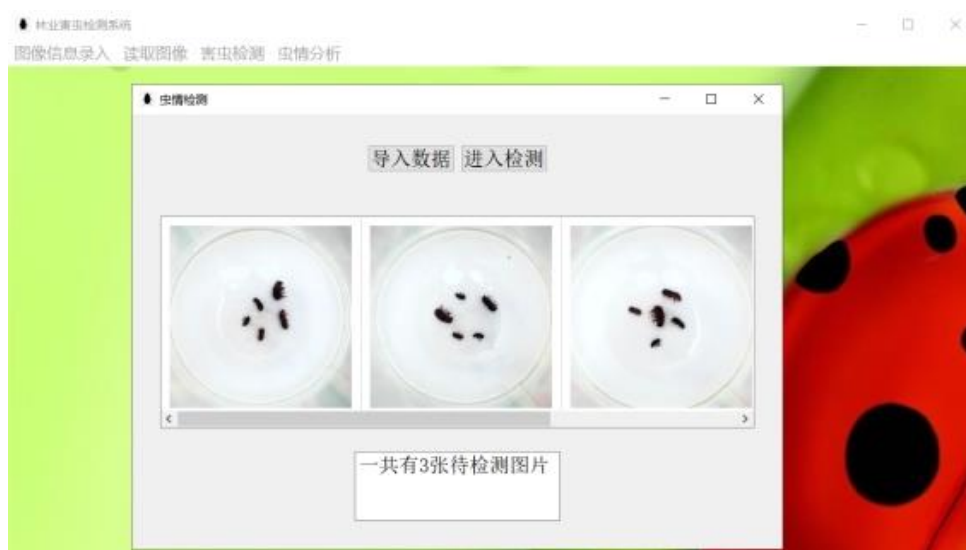 林业害虫检测系统
图像信息录入 读取图像 害虫检测 虫情分析
虫情检测
导入数据 进入检测
一共有3张待检测图片